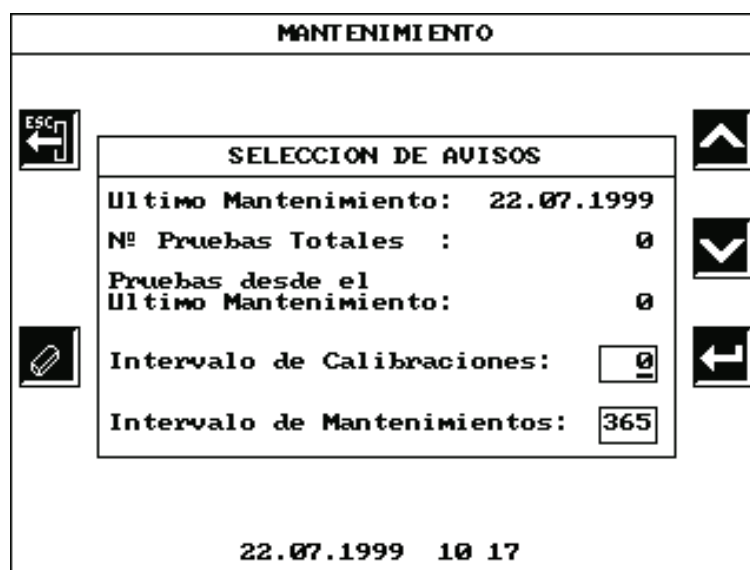 MANTENIMIENTO
ESC
SELECCION DE AVISOS
Ultimo Mantenimiento: 22.07.1999
Nº Pruebas Totales : 0
Pruebas desde el
Ultimo Mantenimiento: 0
Intervalo de Calibraciones: 0
Intervalo de Mantenimientos: 365
22.07.1999 10 17